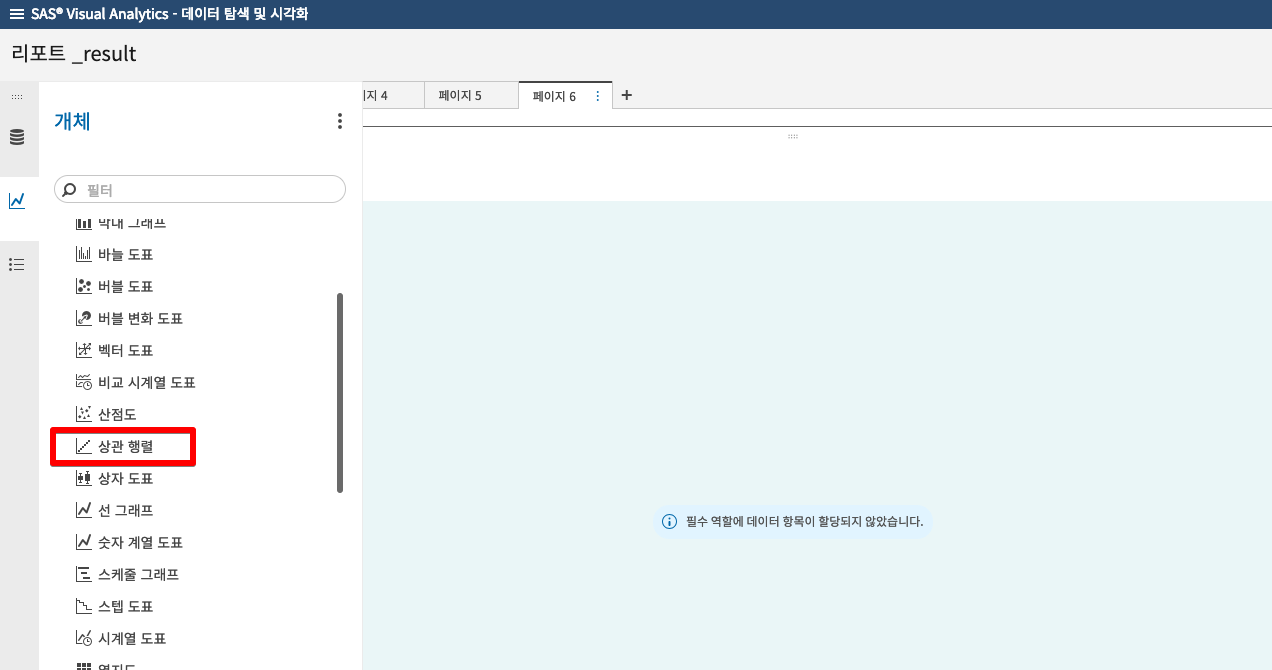 SAS® Visual Analytics - 데이터 탐색 및 시각화
리포트 _result
지 4
페이지 5
페이지 6
개체
필터
막대 그래프
바늘 도표
버블 도표
버블 변화 도표
벡터 도표
비교 시계열 도표
산점도
상관 행렬
상자 도표
선 그래프
숫자 계열 도표
스케줄 그래프
스텝 도표
시계열 도표
필수 역할에 데이터 항목이 할당되지 않았습니다.